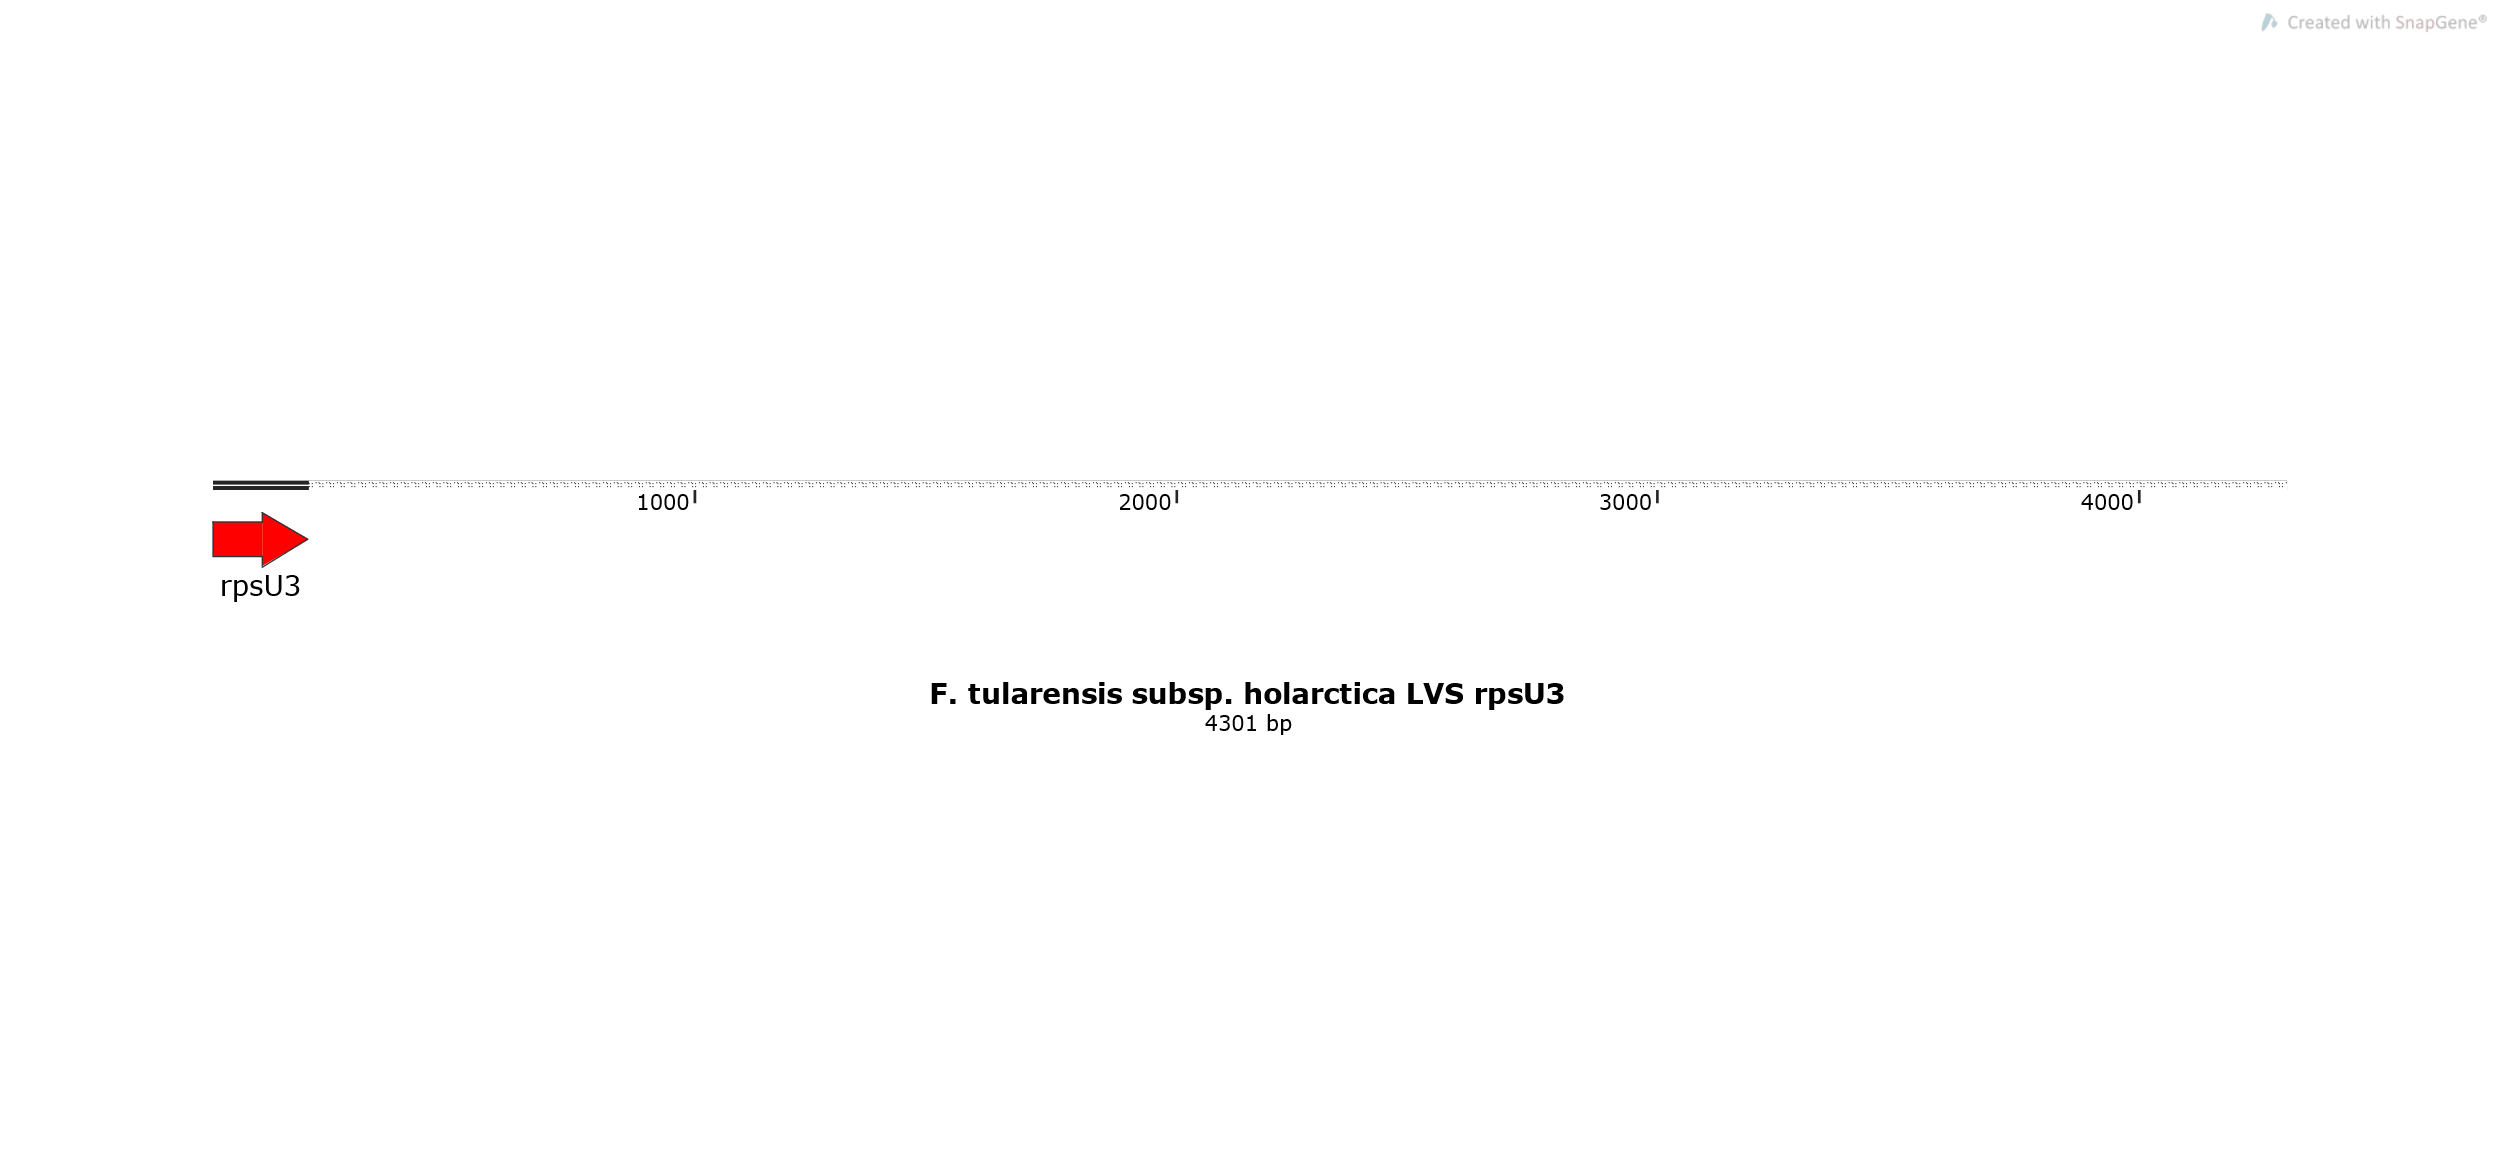 Created with SnapGene®
1000 2000 3000 4000
rpsU3
F. tularensis subsp. holarctica LVS rpsU3
4301 bp